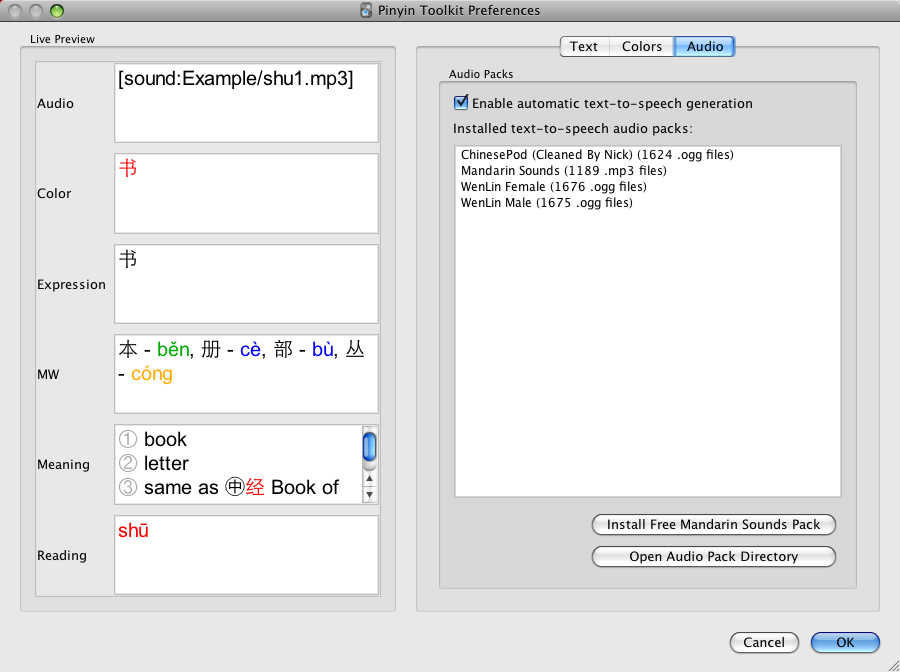 Pinyin Toolkit Preferences
Live Preview
Audio
[sound:Example/shu1.mp3]
Color
书
Expression
书
MW
本 - běn, 册 - cè, 部 - bù, 丛
- cóng
Meaning
① book
② letter
③ same as ㊥经 Book of
Reading
shū
Text Colors Audio
Audio Packs
Enable automatic text-to-speech generation
Installed text-to-speech audio packs:
ChinesePod (Cleaned By Nick) (1624 .ogg files)
Mandarin Sounds (1189 .mp3 files)
WenLin Female (1676 .ogg files)
WenLin Male (1675 .ogg files)
Install Free Mandarin Sounds Pack
Open Audio Pack Directory
Cancel OK